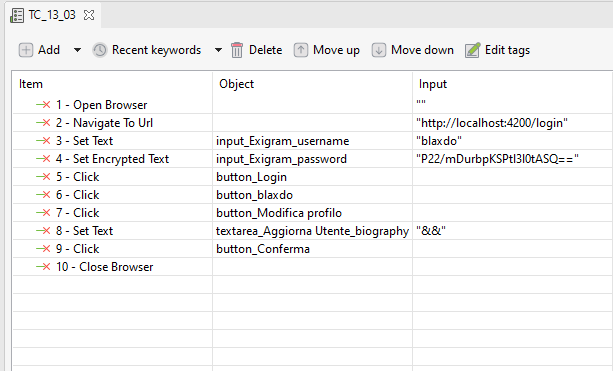 TC_13_03
Add Recent keywords Delete Move up Move down Edit tags
Item Object Input
1 - Open Browser ""
2 - Navigate To Url "http://localhost:4200/login"
3 - Set Text input_Exigram_username "blaxdo"
4 - Set Encrypted Text input_Exigram_password "P22/mDurbpKSPtI3I0tASQ=="
5 - Click button_Login
6 - Click button_blaxdo
7 - Click button_Modifica profilo
8 - Set Text textarea_Aggiorna Utente_biography "&&"
9 - Click button_Conferma
10 - Close Browser